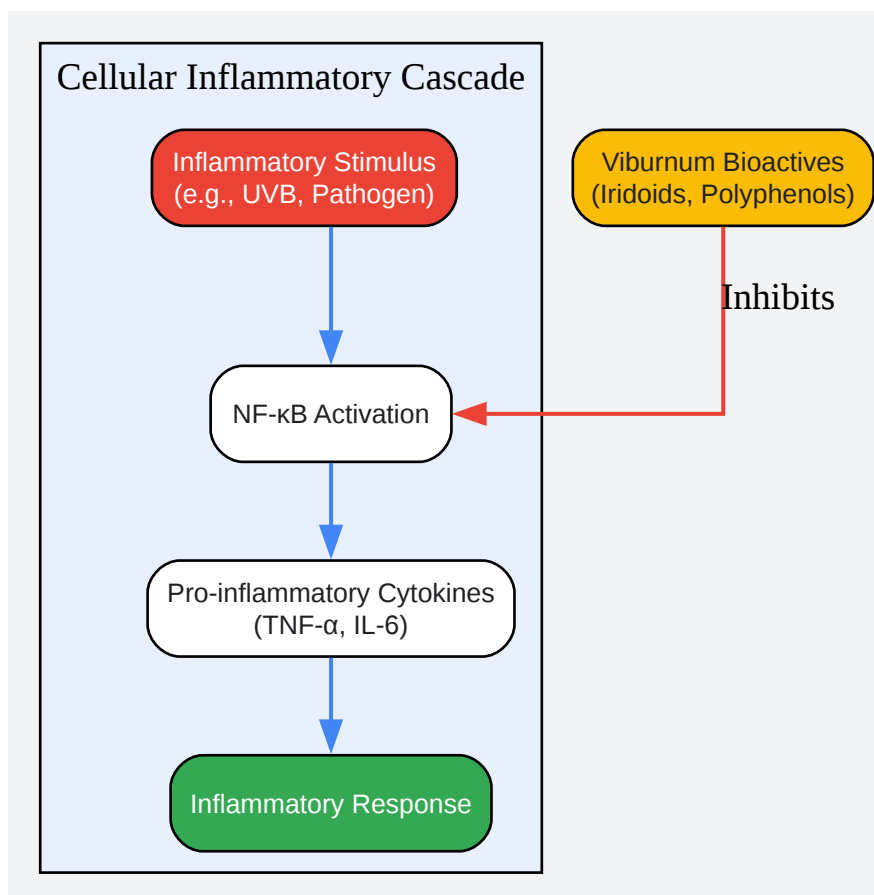 Cellular Inflammatory Cascade
Inflammatory Stimulus
(e.g., UVB, Pathogen)
Viburnum Bioactives
(Iridoids, Polyphenols)
Inhibits
NF-κB Activation
Pro-inflammatory Cytokines
(TNF-α, IL-6)
Inflammatory Response